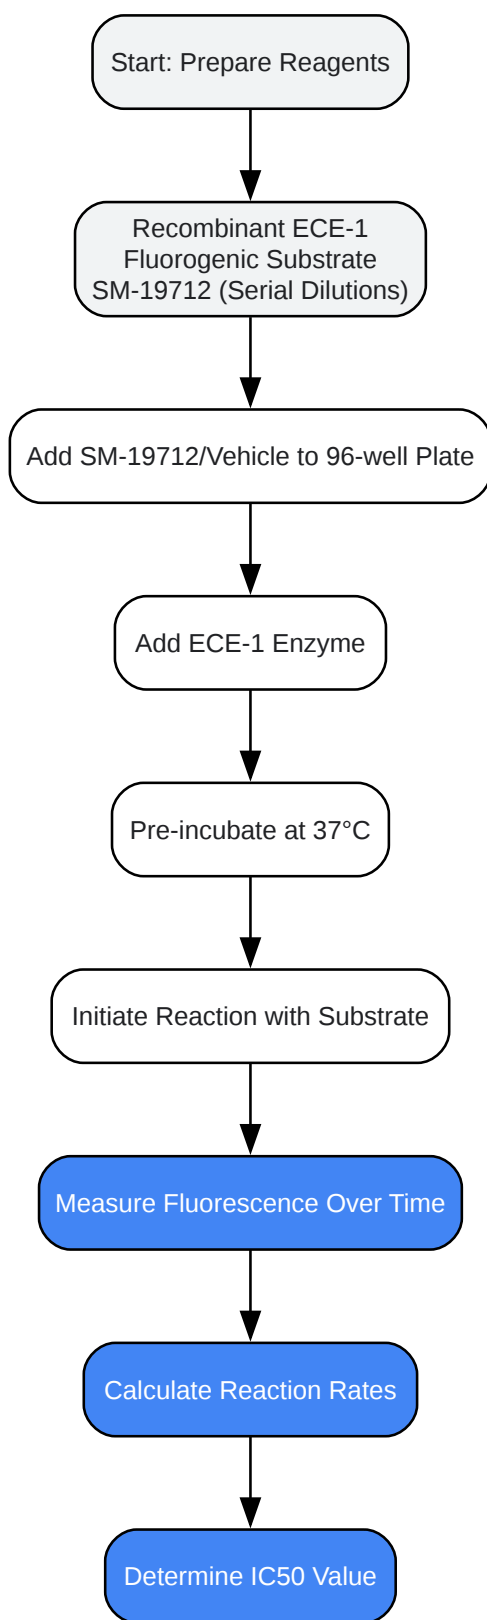 Start: Prepare Reagents
Recombinant ECE-1
Fluorogenic Substrate
SM-19712 (Serial Dilutions)
Add SM-19712/Vehicle to 96-well Plate
Add ECE-1 Enzyme
Pre-incubate at 37°C
Initiate Reaction with Substrate
Measure Fluorescence Over Time
Calculate Reaction Rates
Determine IC50 Value